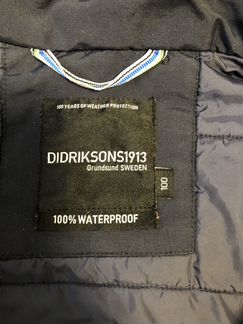 100 YEARS OF WEATHER PROTECTION
DIDRIKSONS1913
Grundsund SWEDEN
100
100% WATERPROOF